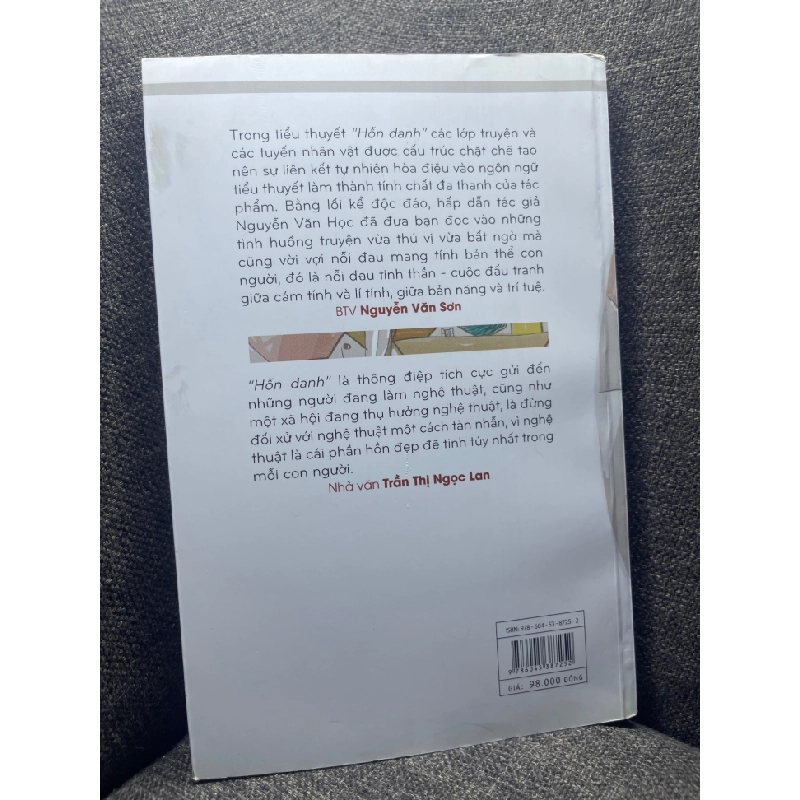 Trong tiểu thuyết "Hỗn danh" các lớp truyện và
các tuyến nhân vật được cấu trúc chặt chẽ tạo
nên sự liên kết tự nhiên hòa điệu vào ngôn ngữ
tiểu thuyết làm thành tính chất đa thanh của tác
phẩm. Bằng lối kể độc đáo, hấp dẫn tác giả
Nguyễn Văn Học đã đưa bạn đọc vào những
tình huống truyện vừa thú vị vừa bất ngờ mà
cũng vời vợi nỗi đau mang tính bản thể con
người, đó là nỗi đau tinh thần - cuộc đấu tranh
giữa cảm tính và lí tính, giữa bản năng và trí tuệ.
BTV Nguyễn Văn Sơn
"Hỗn danh" là thông điệp tích cực gửi đến
những người đang làm nghệ thuật, cũng như
một xã hội đang thụ hưởng nghệ thuật, là đừng
đối xử với nghệ thuật một cách tàn nhẫn, vì nghệ
thuật là cái phần hồn đẹp đẽ tinh túy nhất trong
mỗi con người.
Nhà văn Trần Thị Ngọc Lan
GIÁ: 98.000 ĐỒNG